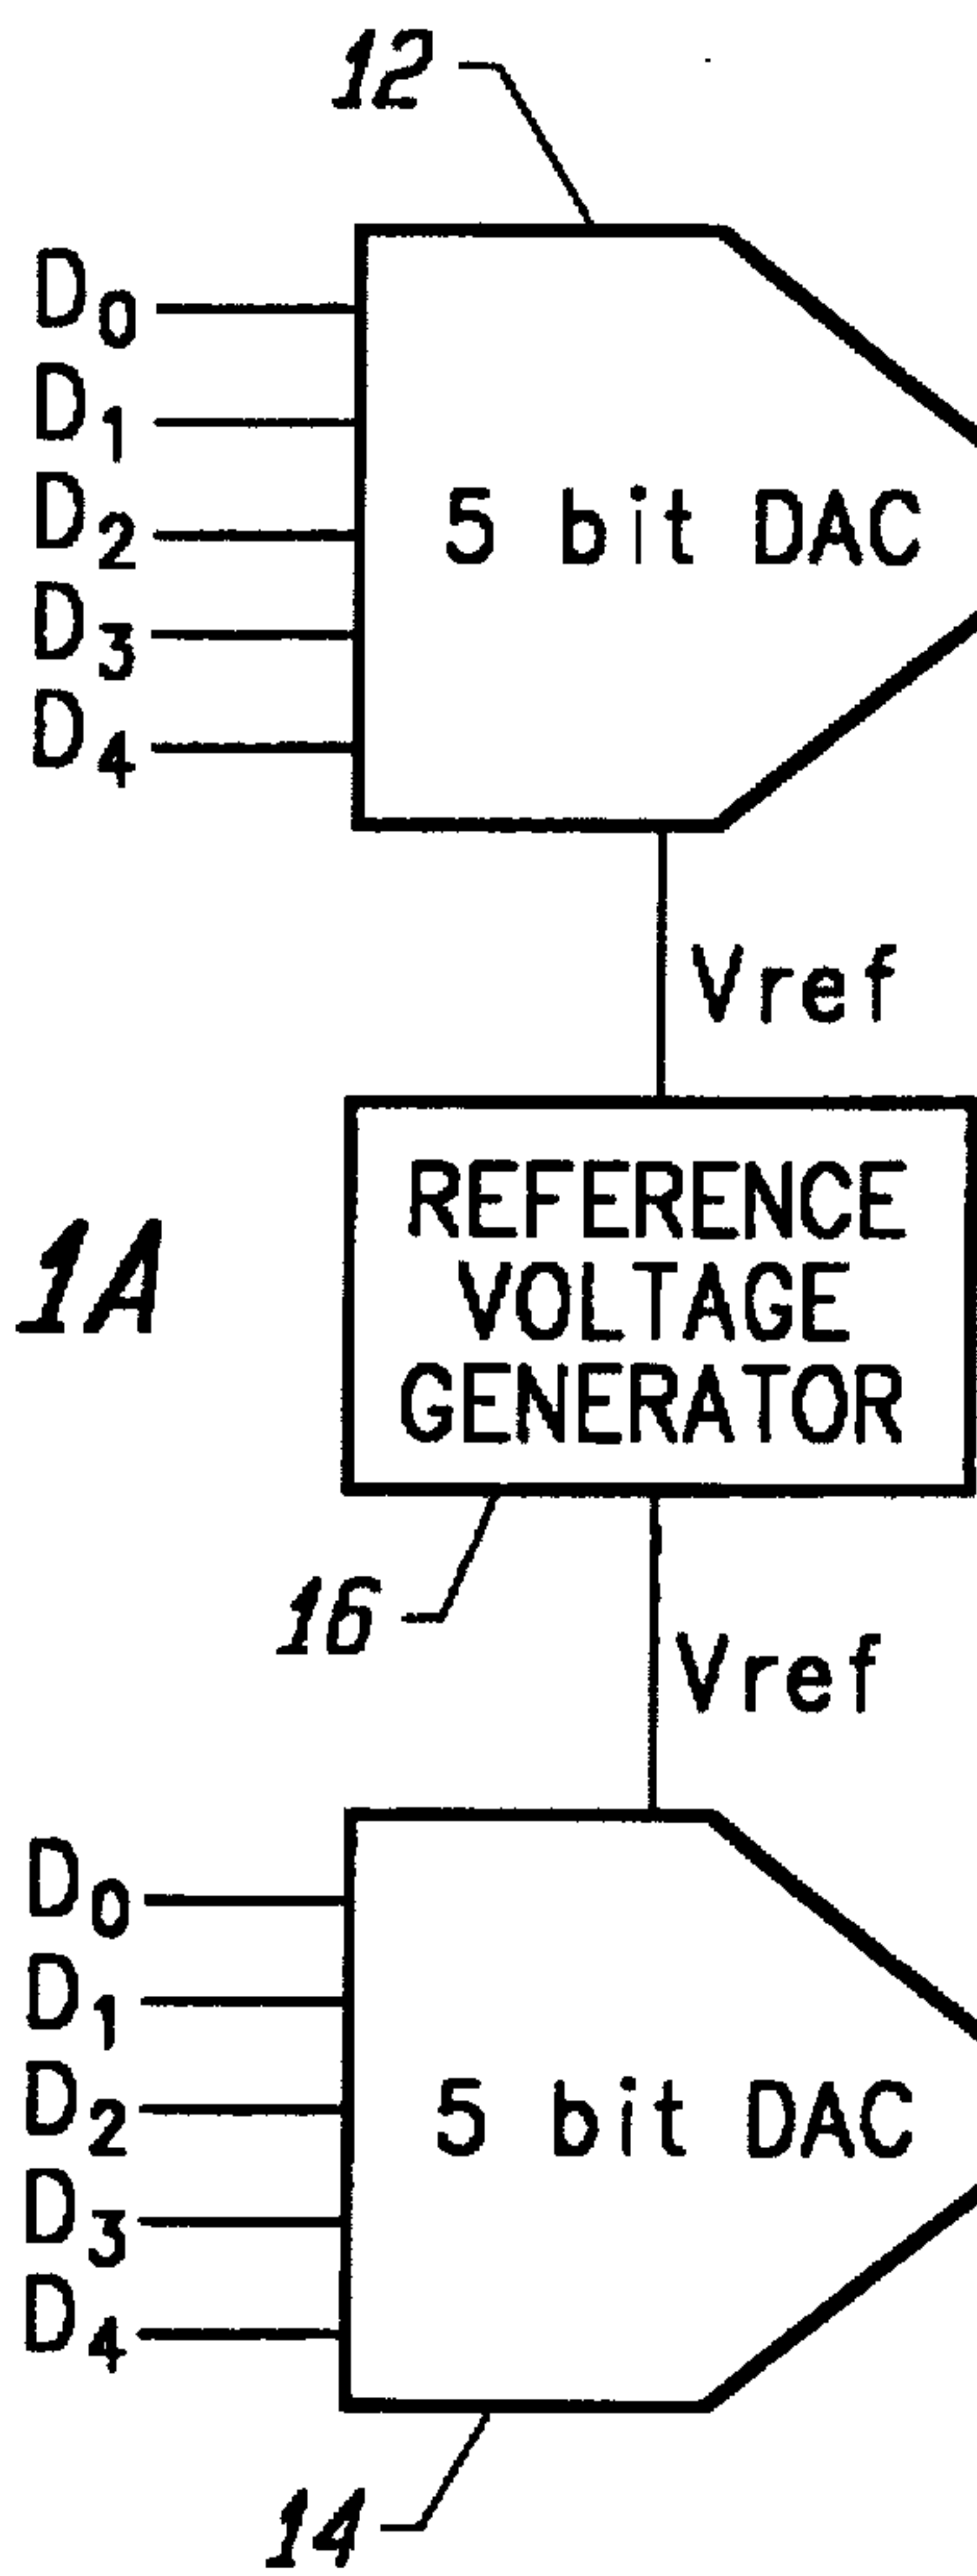 12
D0
D1
D2
D3
D4
5 bit DAC
Vref
1A
REFERENCE
VOLTAGE
GENERATOR
16
Vref
D0
D1
D2
D3
D4
5 bit DAC
14